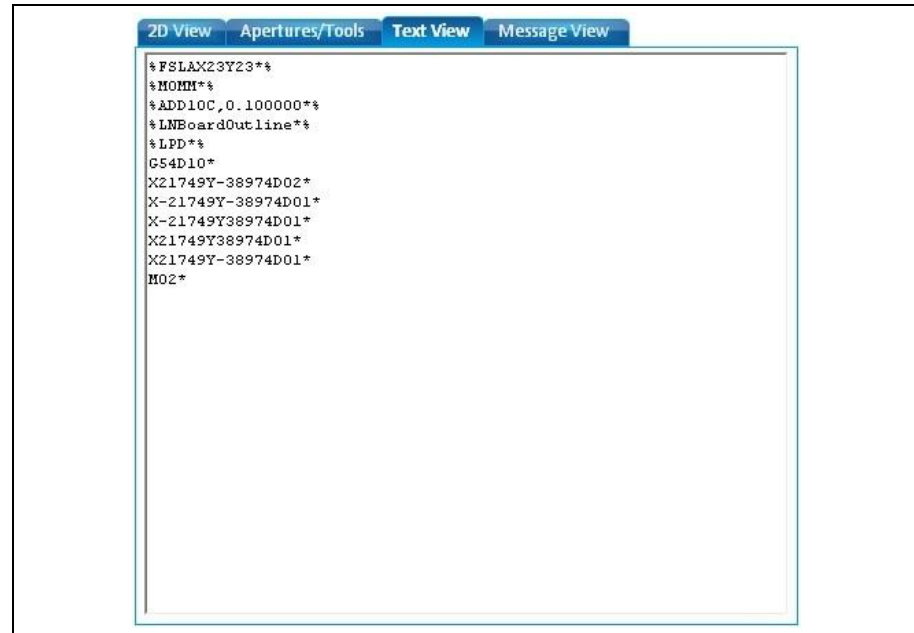 2D View Apertures/Tools Text View Message View
%FSLAX23Y23*%
%MOMM*%
%ADD10C,0.100000*%
%LNBoardOutline*%
%LPD*%
G54D10*
X21749Y-38974D02*
X-21749Y-38974D01*
X-21749Y38974D01*
X21749Y38974D01*
X21749Y-38974D01*
M02*